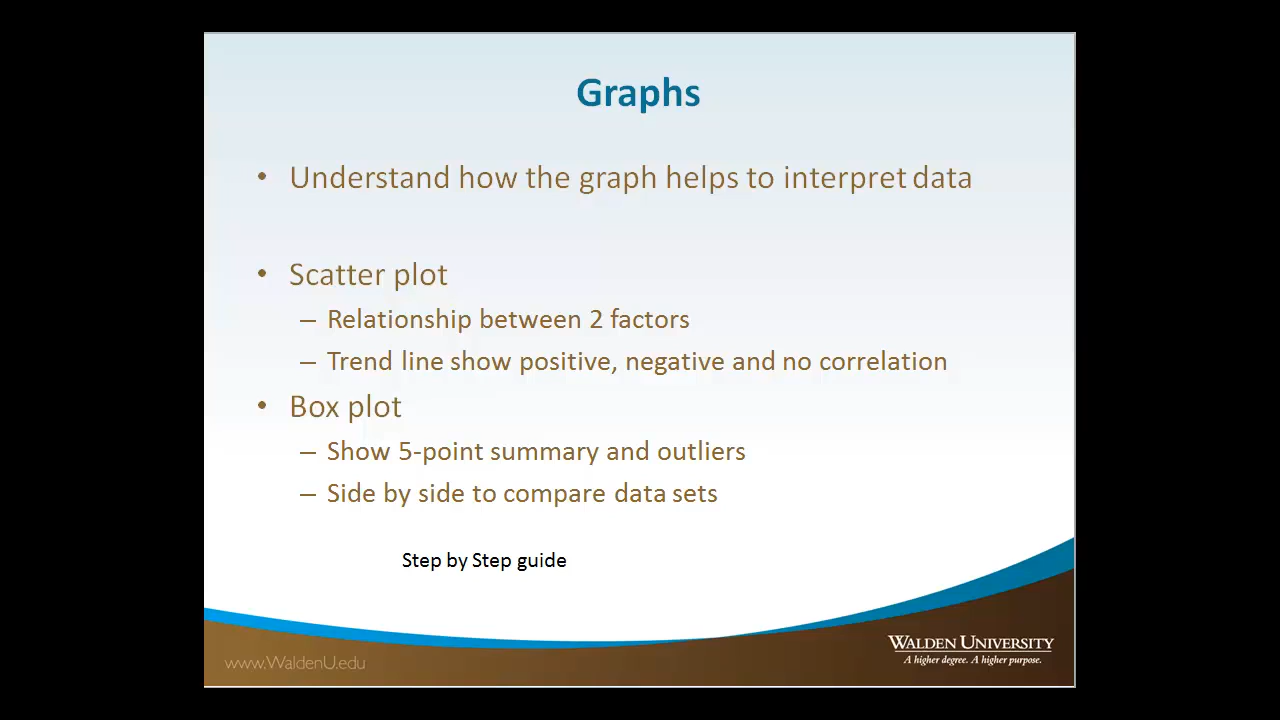 Graphs
• Understand how the graph helps to interpret data
• Scatter plot
– Relationship between 2 factors
– Trend line show positive, negative and no correlation
• Box plot
– Show 5-point summary and outliers
– Side by side to compare data sets
Step by Step guide
www.WaldenU.edu
WALDEN UNIVERSITY
A higher degree. A higher purpose.